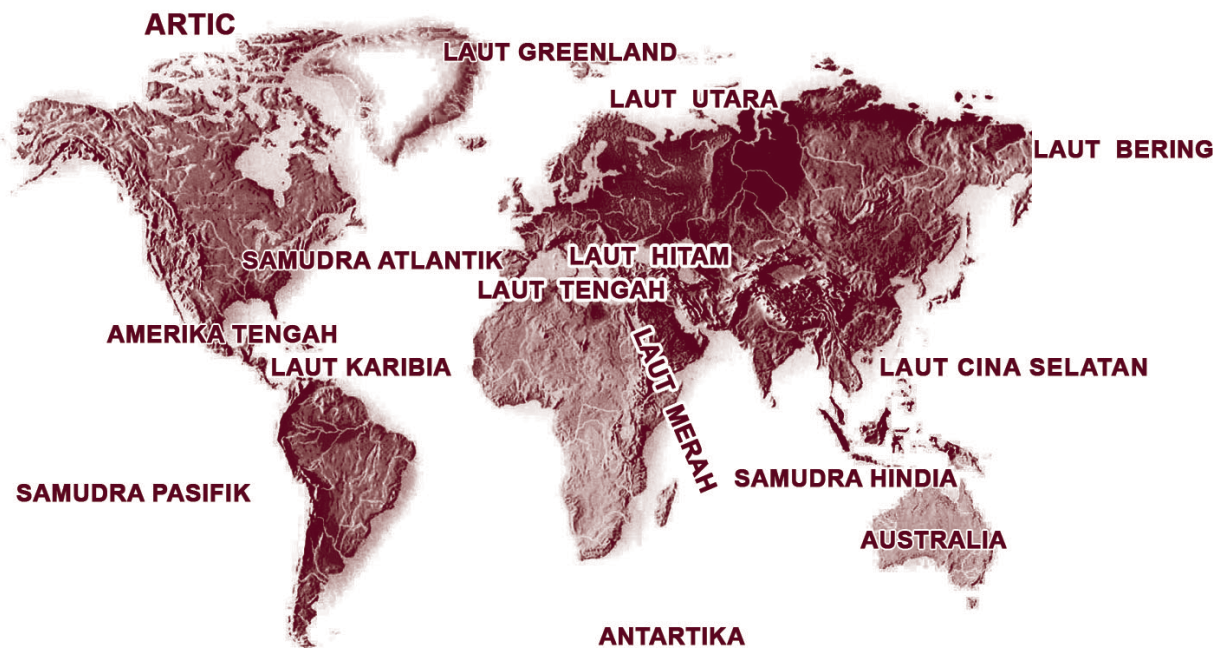 ARTIC
LAUT GREENLAND
LAUT UTARA
LAUT BERING
SAMUDRA ATLANTIK
LAUT HITAM
LAUT TENGAH
AMERIKA TENGAH
LAUT KARIBIA
LAUT MERAH
LAUT CINA SELATAN
SAMUDRA PASIFIK
SAMUDRA HINDIA
AUSTRALIA
ANTARTIKA